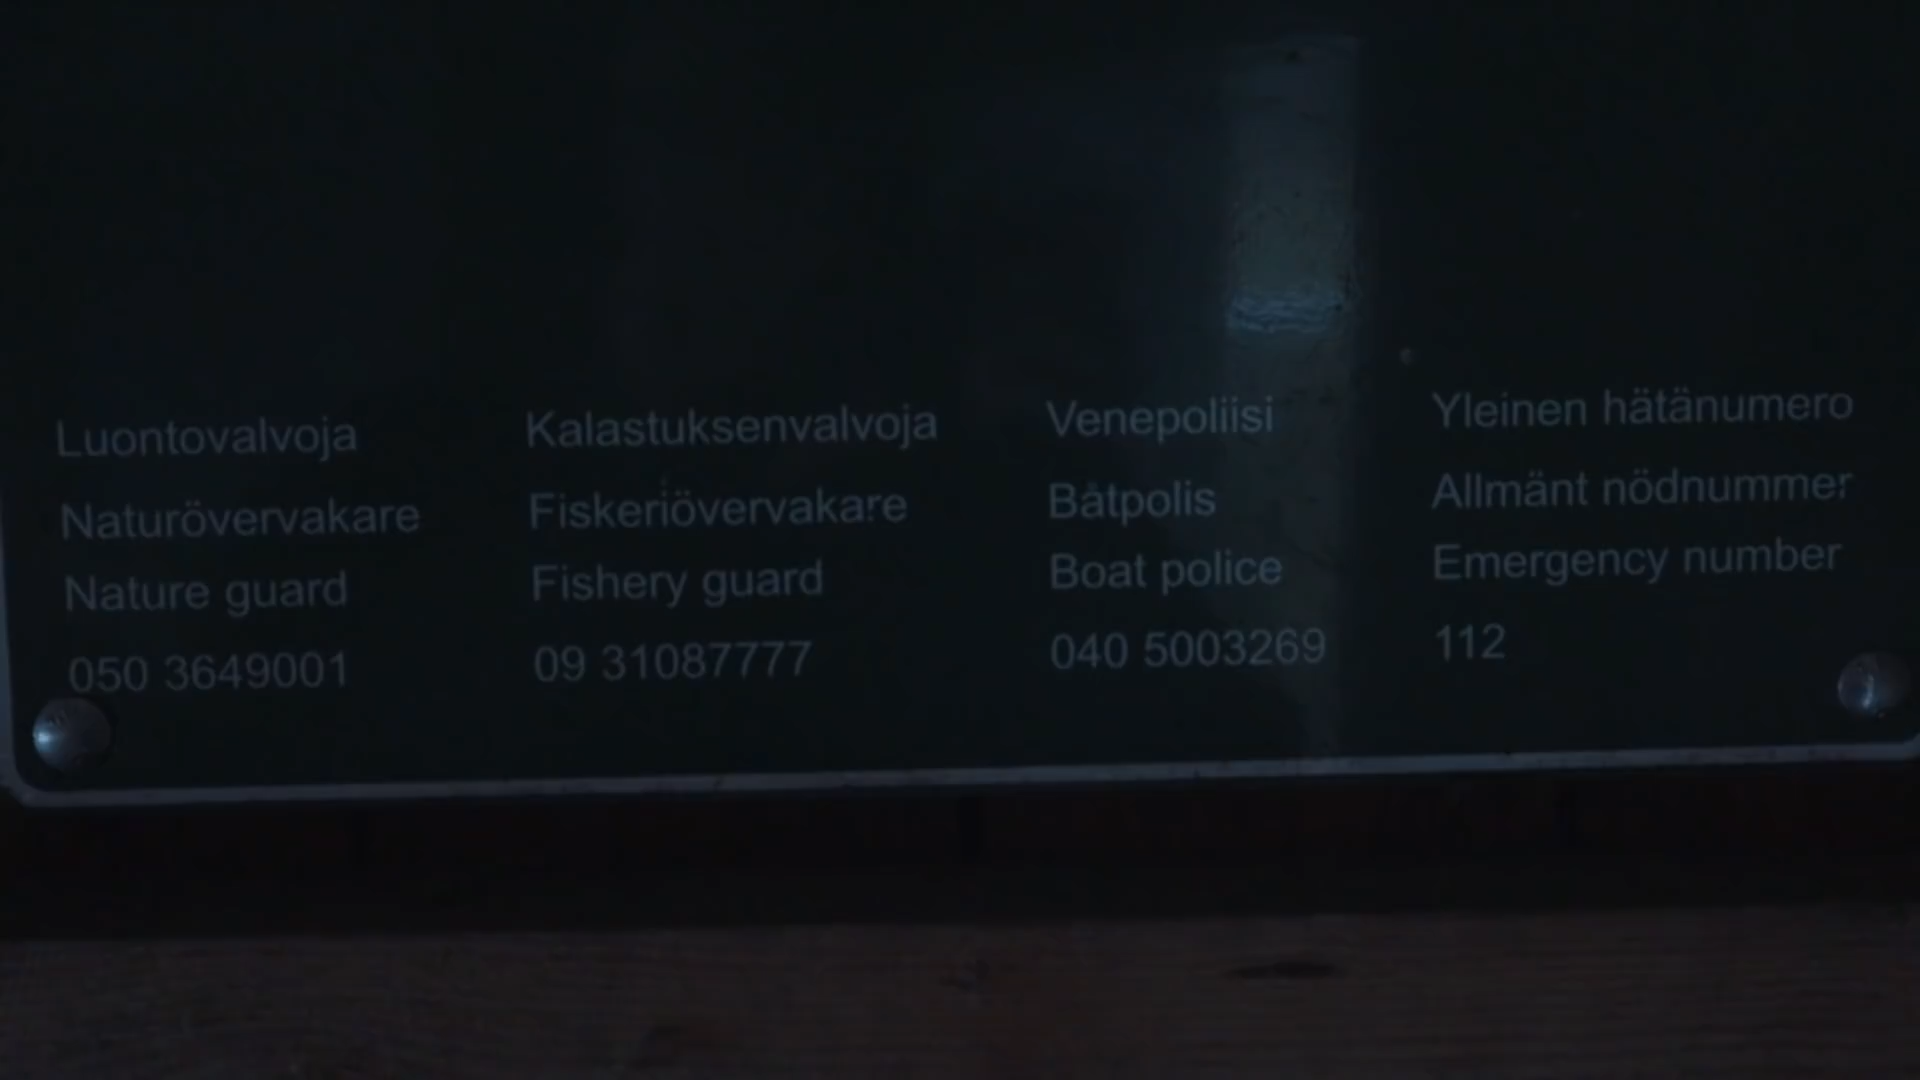 Luontovalvoja
Naturövervakare
Nature guard
050 3649001
Kalastuksenvalvoja
Fiskeriövervakare
Fishery guard
09 31087777
Venepoliisi
Båtpolis
Boat police
040 5003269
Yleinen hätänumero
Allmänt nödnummer
Emergency number
112